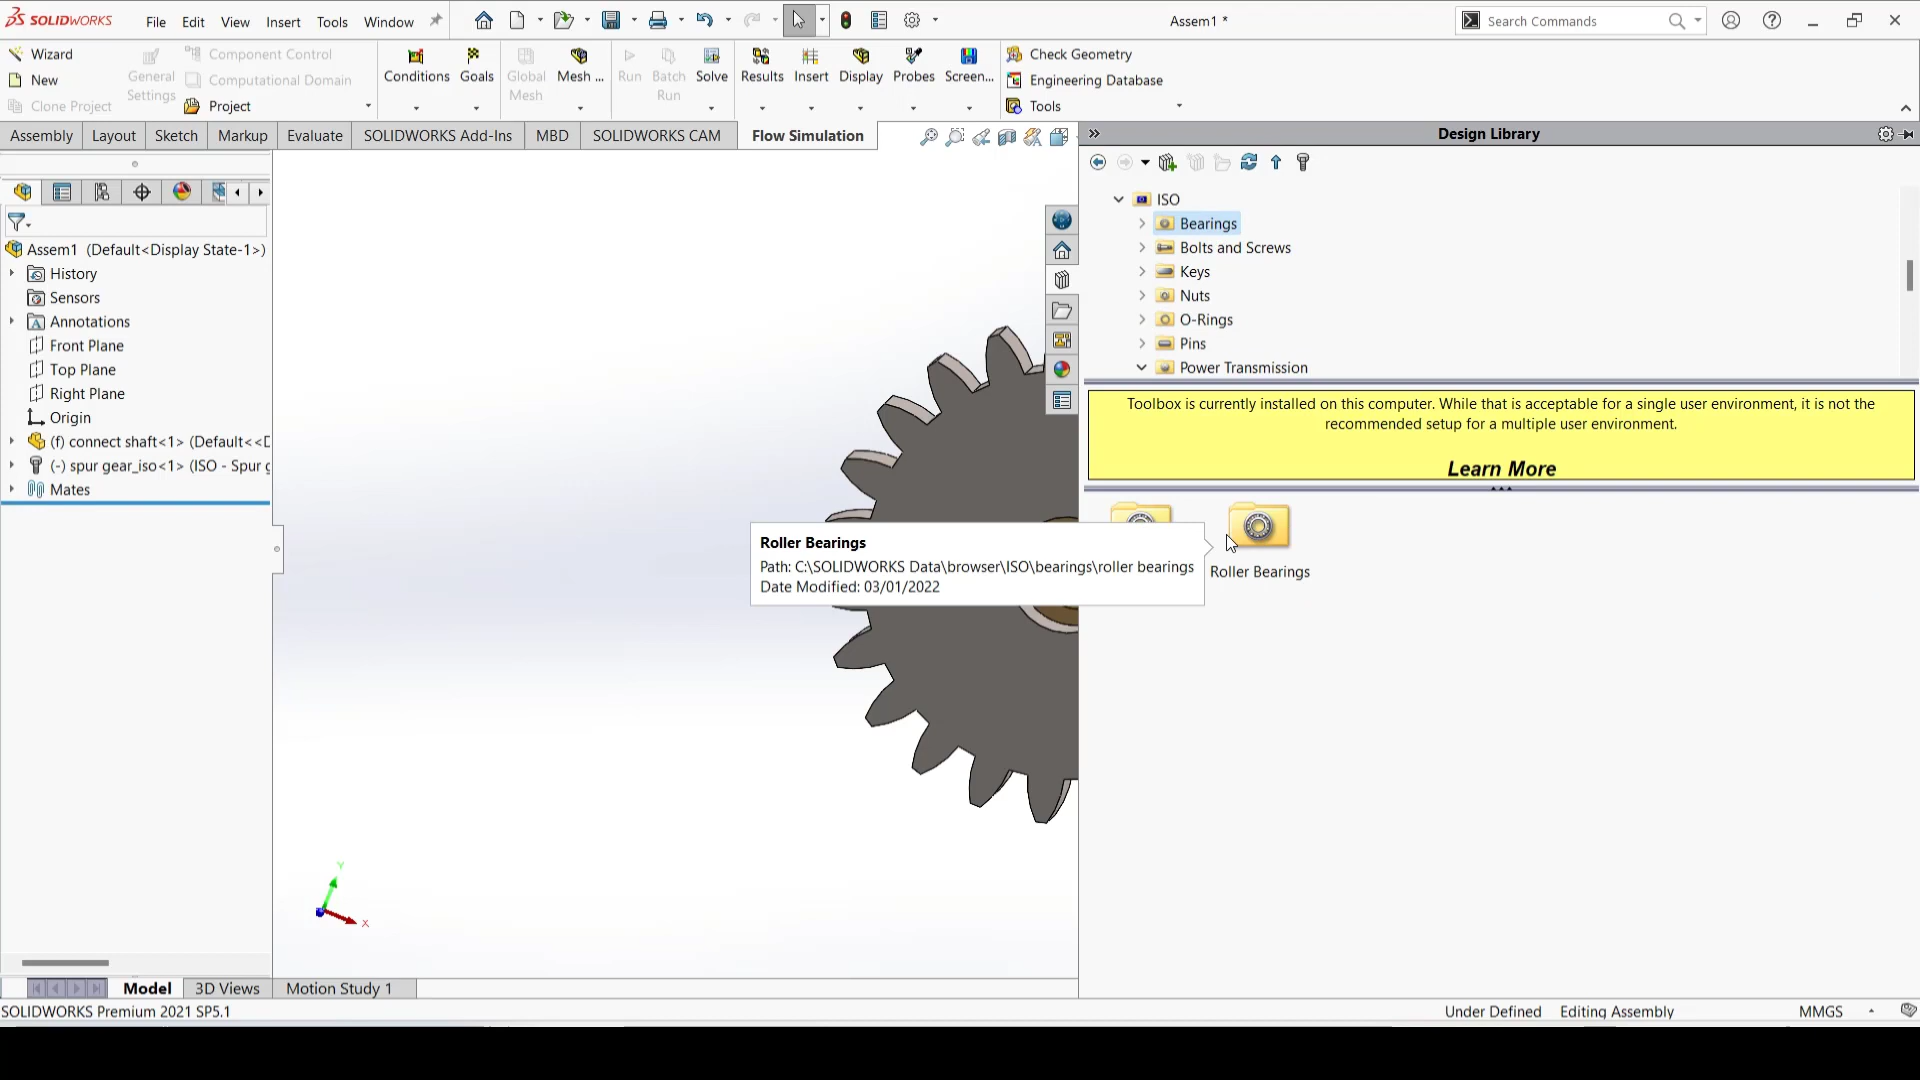 SOLIDWORKS
File
Edit
View
Insert
Tools
Window
Assem1 *
Search Commands
Wizard
New
Clone Project
General
Settings
Component Control
Computational Domain
Project
Conditions
Goals
Global
Mesh
Mesh ...
Run
Batch
Run
Solve
Results
Insert
Display
Probes
Screen...
Check Geometry
Engineering Database
Tools
Assembly
Layout
Sketch
Markup
Evaluate
SOLIDWORKS Add-Ins
MBD
SOLIDWORKS CAM
Flow Simulation
Design Library
Assem1 (Default<Display State-1>)
History
Sensors
Annotations
Front Plane
Top Plane
Right Plane
Origin
(f) connect shaft<1> (Default<<D
(-) spur gear_iso<1> (ISO - Spur g
Mates
ISO
Bearings
Bolts and Screws
Keys
Nuts
O-Rings
Pins
Power Transmission
Toolbox is currently installed on this computer. While that is acceptable for a single user environment, it is not the
recommended setup for a multiple user environment.
Learn More
Roller Bearings
Path: C:\SOLIDWORKS Data\browser\ISO\bearings\roller bearings
Date Modified: 03/01/2022
Roller Bearings
Y
X
Model
3D Views
Motion Study 1
SOLIDWORKS Premium 2021 SP5.1
Under Defined
Editing Assembly
MMGS